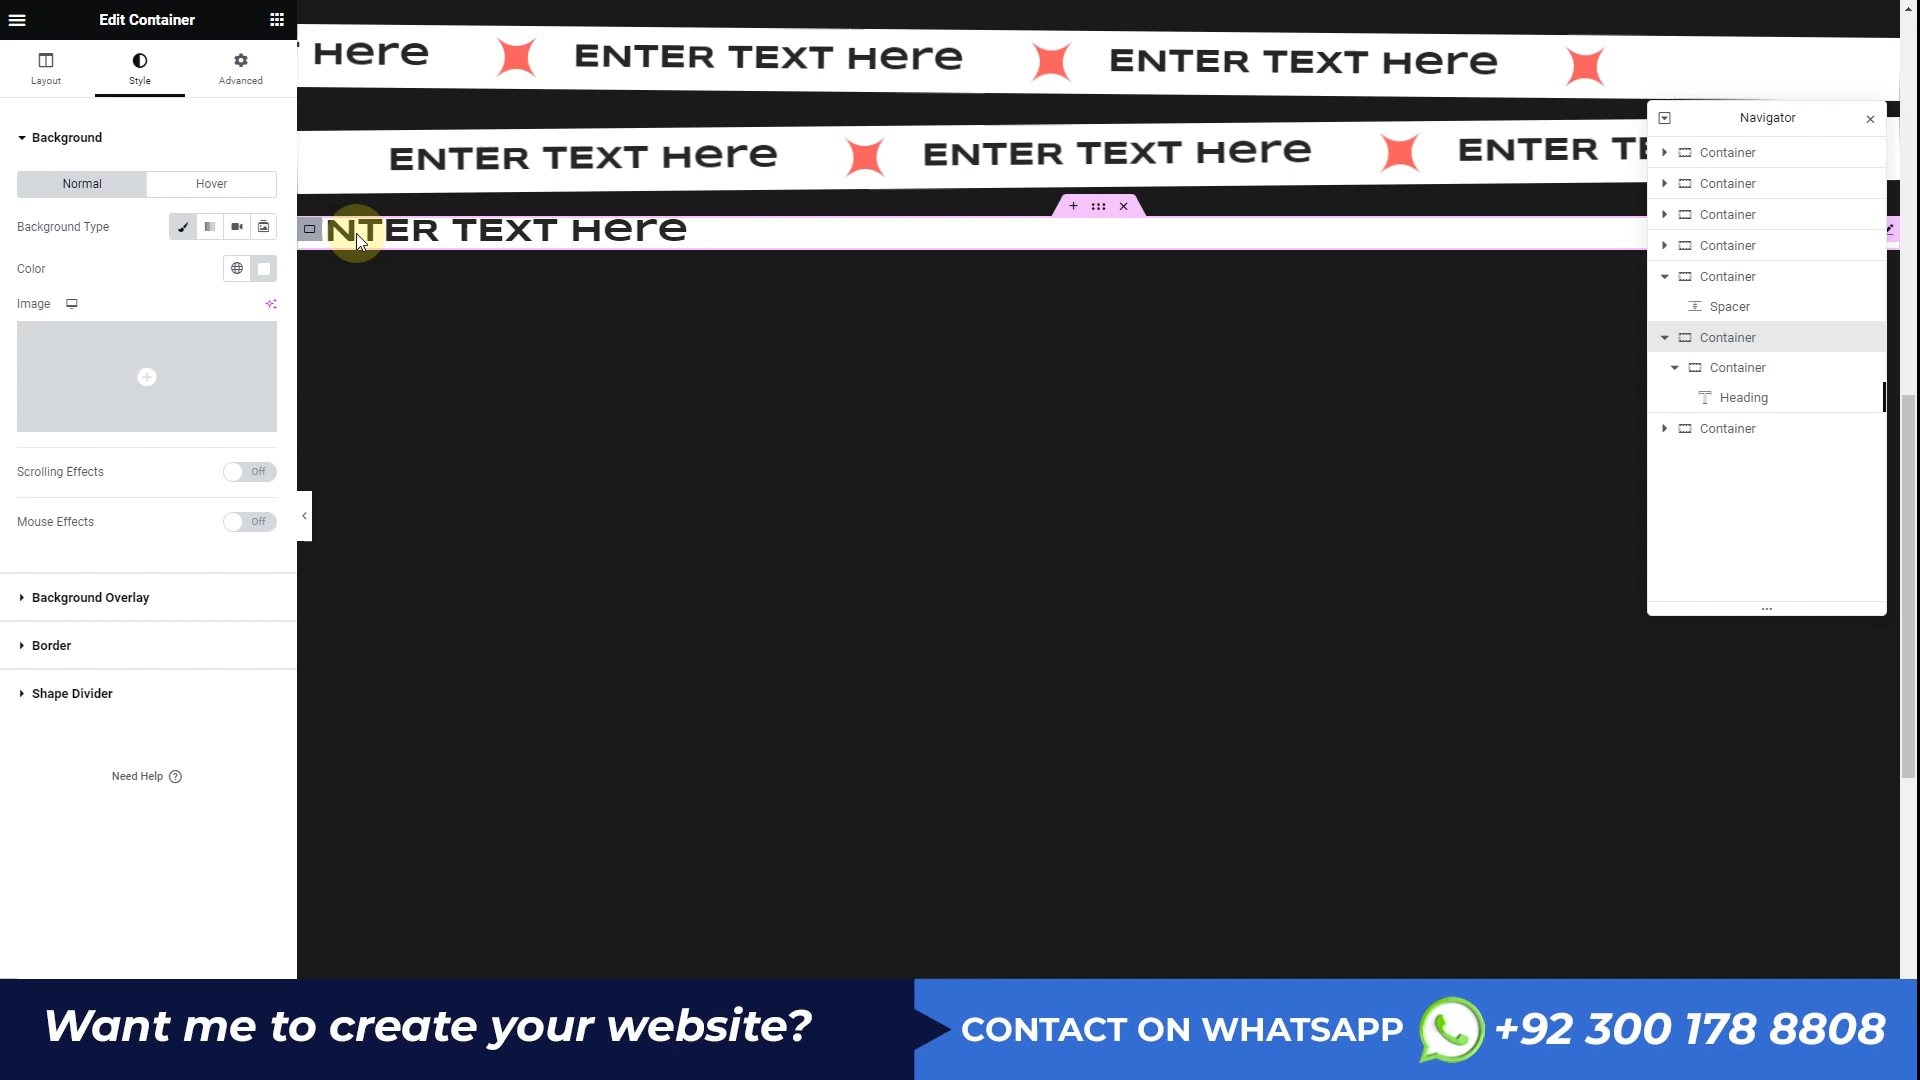 Edit Container
Layout
Style
Advanced
Background
Normal
Hover
Background Type
Color
Image
Scrolling Effects
Off
Mouse Effects
Off
Background Overlay
Border
Shape Divider
Need Help ?
Here
ENTER TEXT Here
ENTER TEXT Here
ENTER TEXT Here
ENTER TEXT Here
ENTER TE
NTER TEXT Here
Navigator
Container
Container
Container
Container
Container
Spacer
Container
Container
Heading
Container
Want me to create your website?
CONTACT ON WHATSAPP
+92 300 178 8808